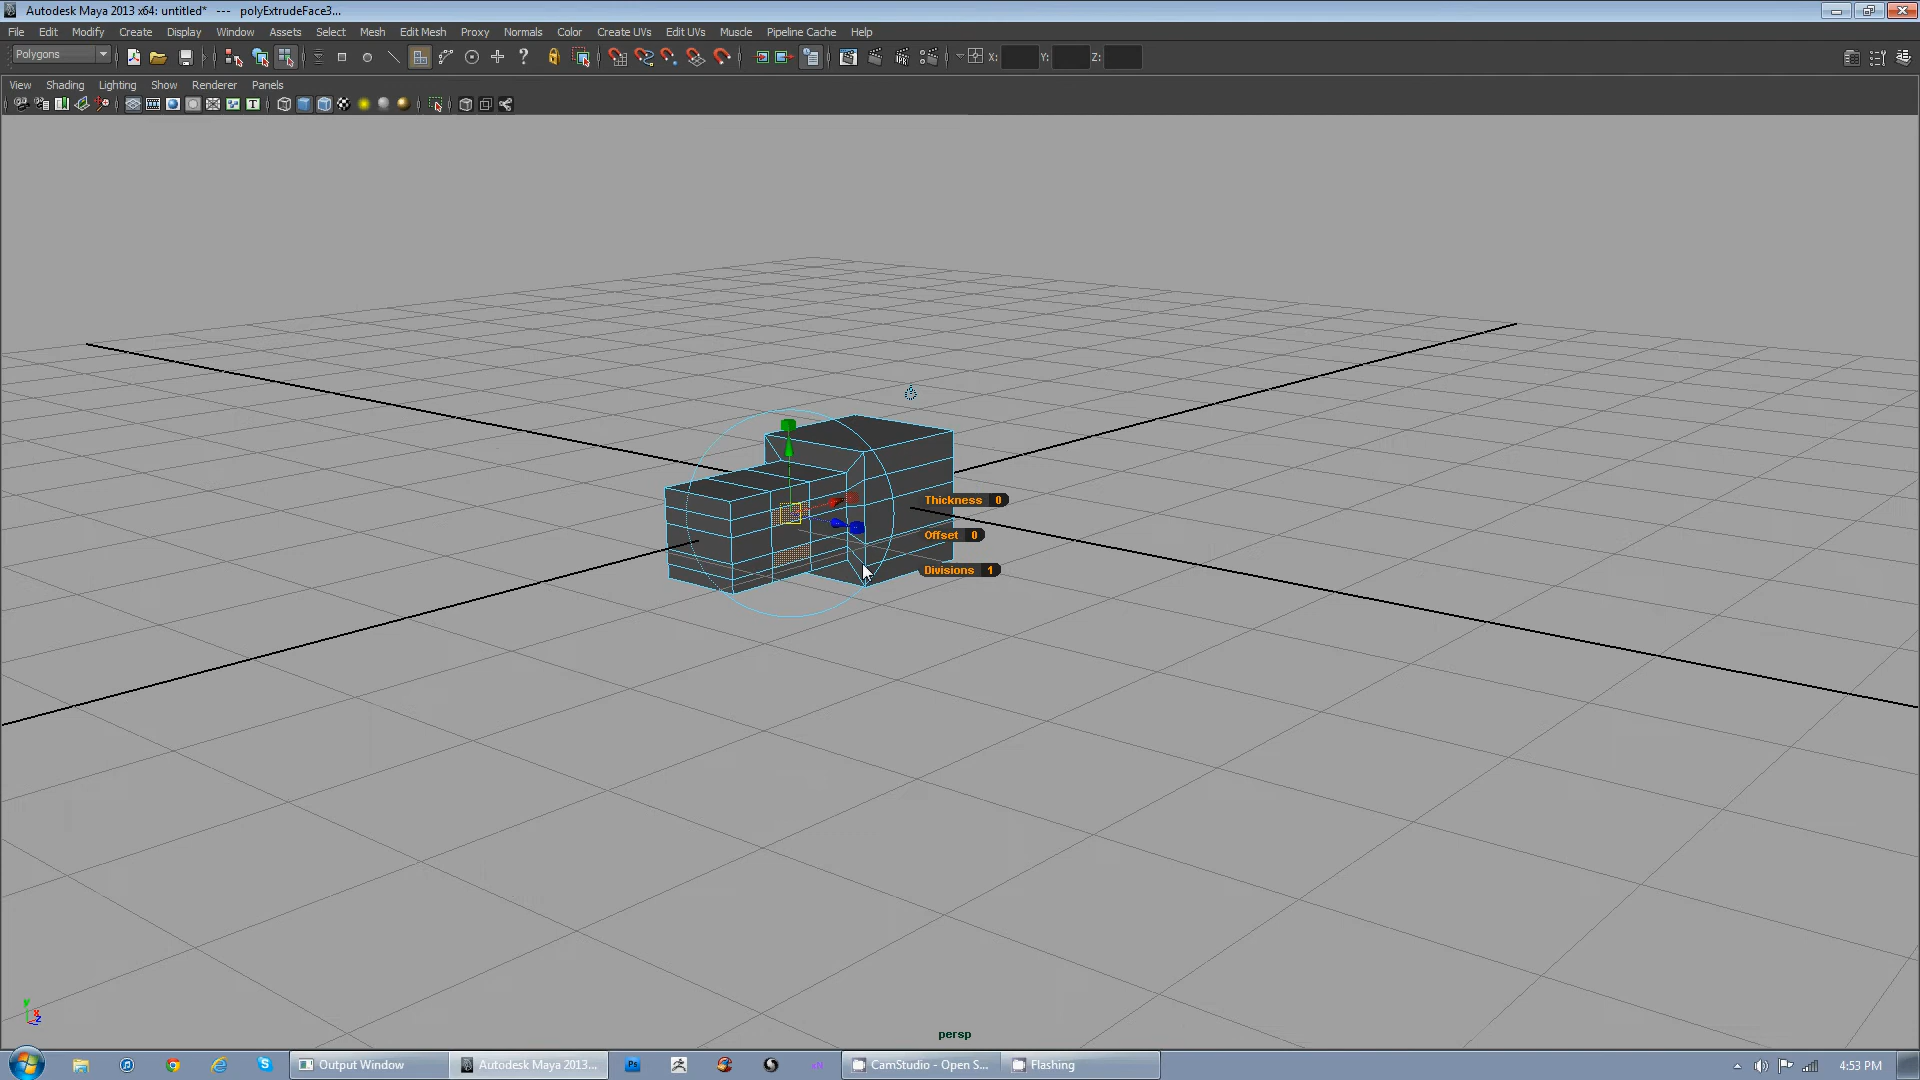 Autodesk Maya 2013 x64: untitled* --- polyExtrudeFace3...
File Edit Modify Create Display Window Assets Select Mesh Edit Mesh Proxy Normals Color Create UVs Edit UVs Muscle Pipeline Cache Help
Polygons X: Y: Z:
View Shading Lighting Show Renderer Panels
Thickness 0
Offset 0
Divisions 1
y
x
z
persp
Output Window Autodesk Maya 2013... Ps CamStudio - Open S... Flashing 4:53 PM